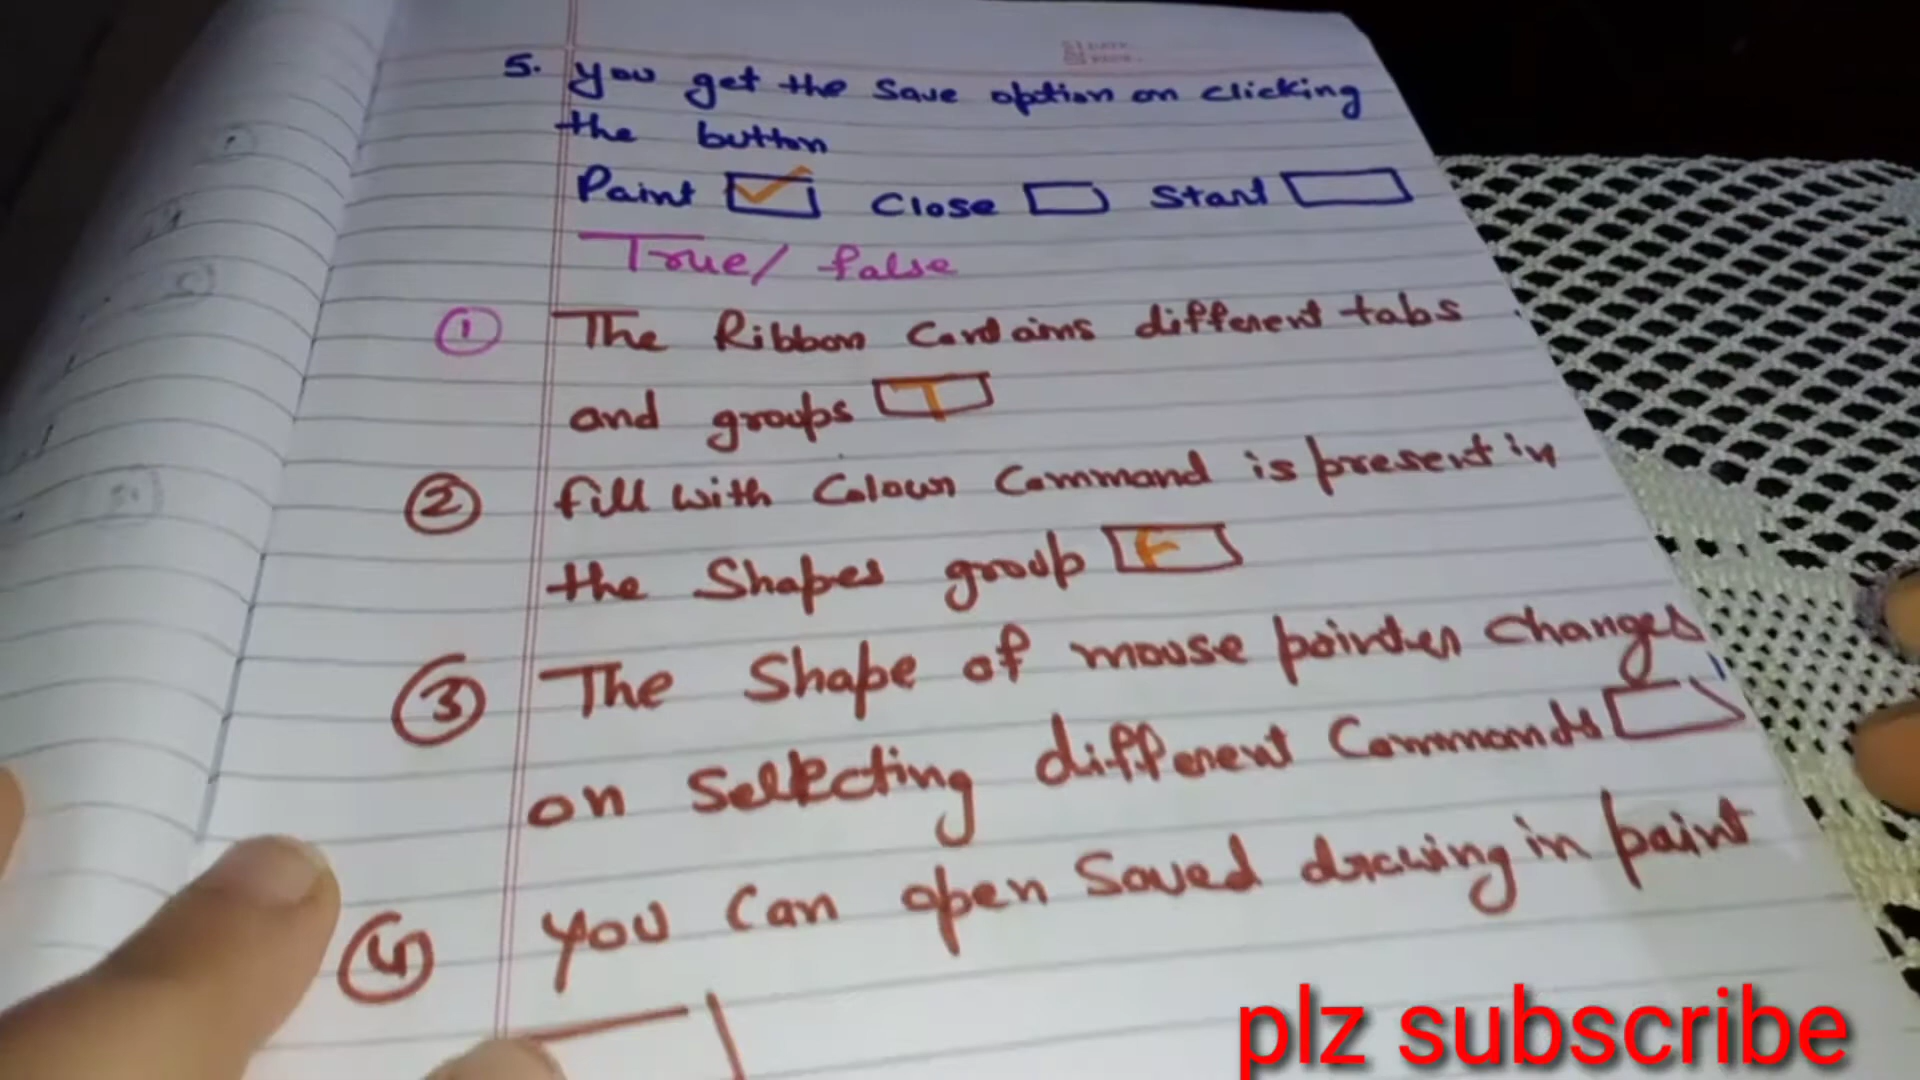 5. you get the Save option on clicking
the button
Paint ✓ Close Start
True/ false
① The Ribbon Contains different tabs
and groups T
② fill with Colour Command is present in
the Shapes group F
③ The Shape of mouse pointer changes
on Selecting different Commands
④ you Can open Saved drawing in paint
plz subscribe